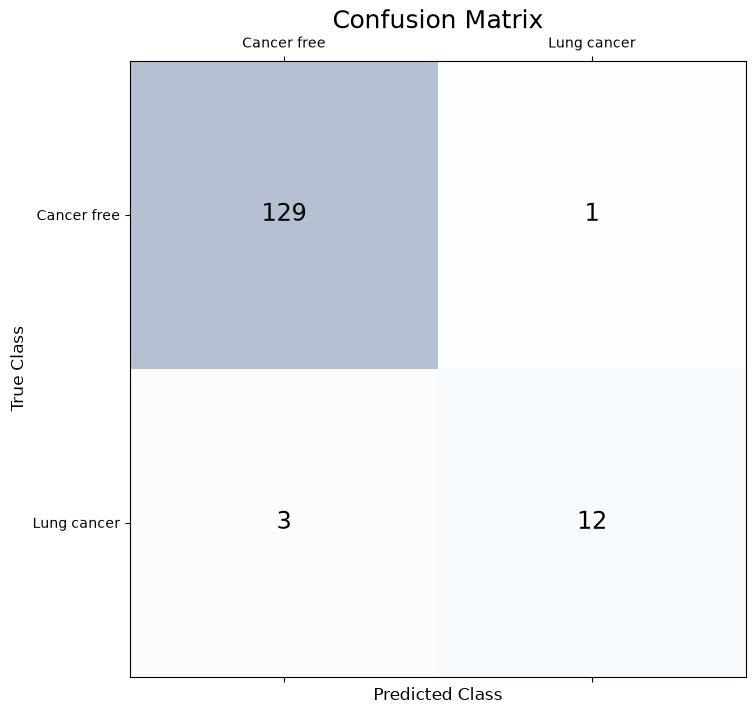 Confusion Matrix
Cancer free Lung cancer
Cancer free 129 1
True Class
Lung cancer 3 12
Predicted Class